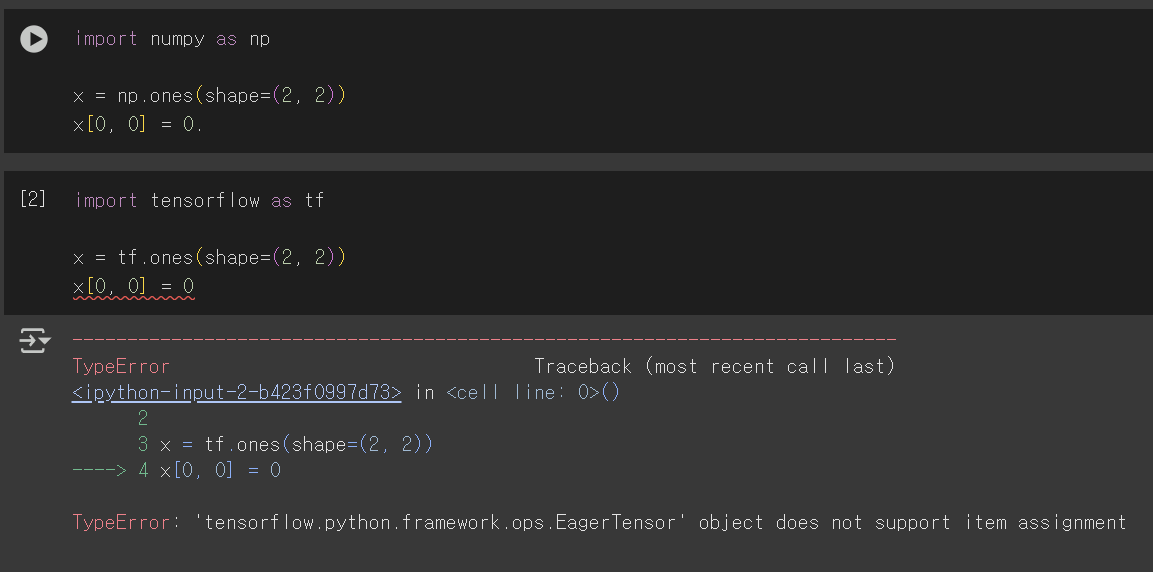 import numpy as np
x = np.ones(shape=(2, 2))
x[0, 0] = 0.
[2] import tensorflow as tf
x = tf.ones(shape=(2, 2))
x[0, 0] = 0
---------------------------------------------------------------------------
TypeError                                 Traceback (most recent call last)
<ipython-input-2-b423f0997d73> in <cell line: 0>()
      2
      3 x = tf.ones(shape=(2, 2))
----> 4 x[0, 0] = 0
TypeError: 'tensorflow.python.framework.ops.EagerTensor' object does not support item assignment